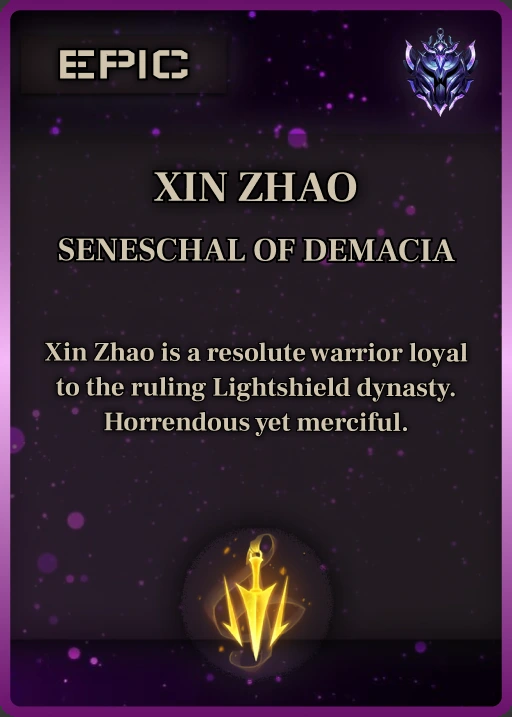 EPIC
XIN ZHAO
SENESCHAL OF DEMACIA
Xin Zhao is a resolute warrior loyal
to the ruling Lightshield dynasty.
Horrendous yet merciful.